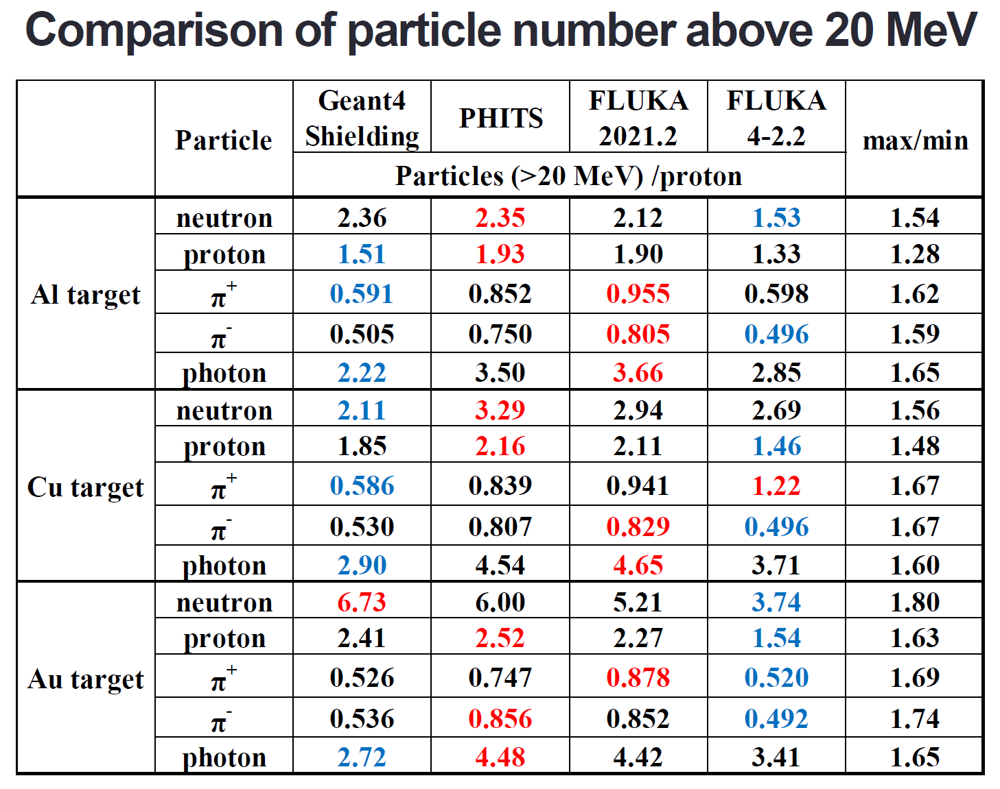 Comparison of particle number above 20 MeV
Particle Geant4 Shielding PHITS FLUKA 2021.2 FLUKA 4-2.2 max/min
Particles (>20 MeV) /proton
Al target
neutron 2.36 2.35 2.12 1.53 1.54
proton 1.51 1.93 1.90 1.33 1.28
π+ 0.591 0.852 0.955 0.598 1.62
π- 0.505 0.750 0.805 0.496 1.59
photon 2.22 3.50 3.66 2.85 1.65
Cu target
neutron 2.11 3.29 2.94 2.69 1.56
proton 1.85 2.16 2.11 1.46 1.48
π+ 0.586 0.839 0.941 1.22 1.67
π- 0.530 0.807 0.829 0.496 1.67
photon 2.90 4.54 4.65 3.71 1.60
Au target
neutron 6.73 6.00 5.21 3.74 1.80
proton 2.41 2.52 2.27 1.54 1.63
π+ 0.526 0.747 0.878 0.520 1.69
π- 0.536 0.856 0.852 0.492 1.74
photon 2.72 4.48 4.42 3.41 1.65